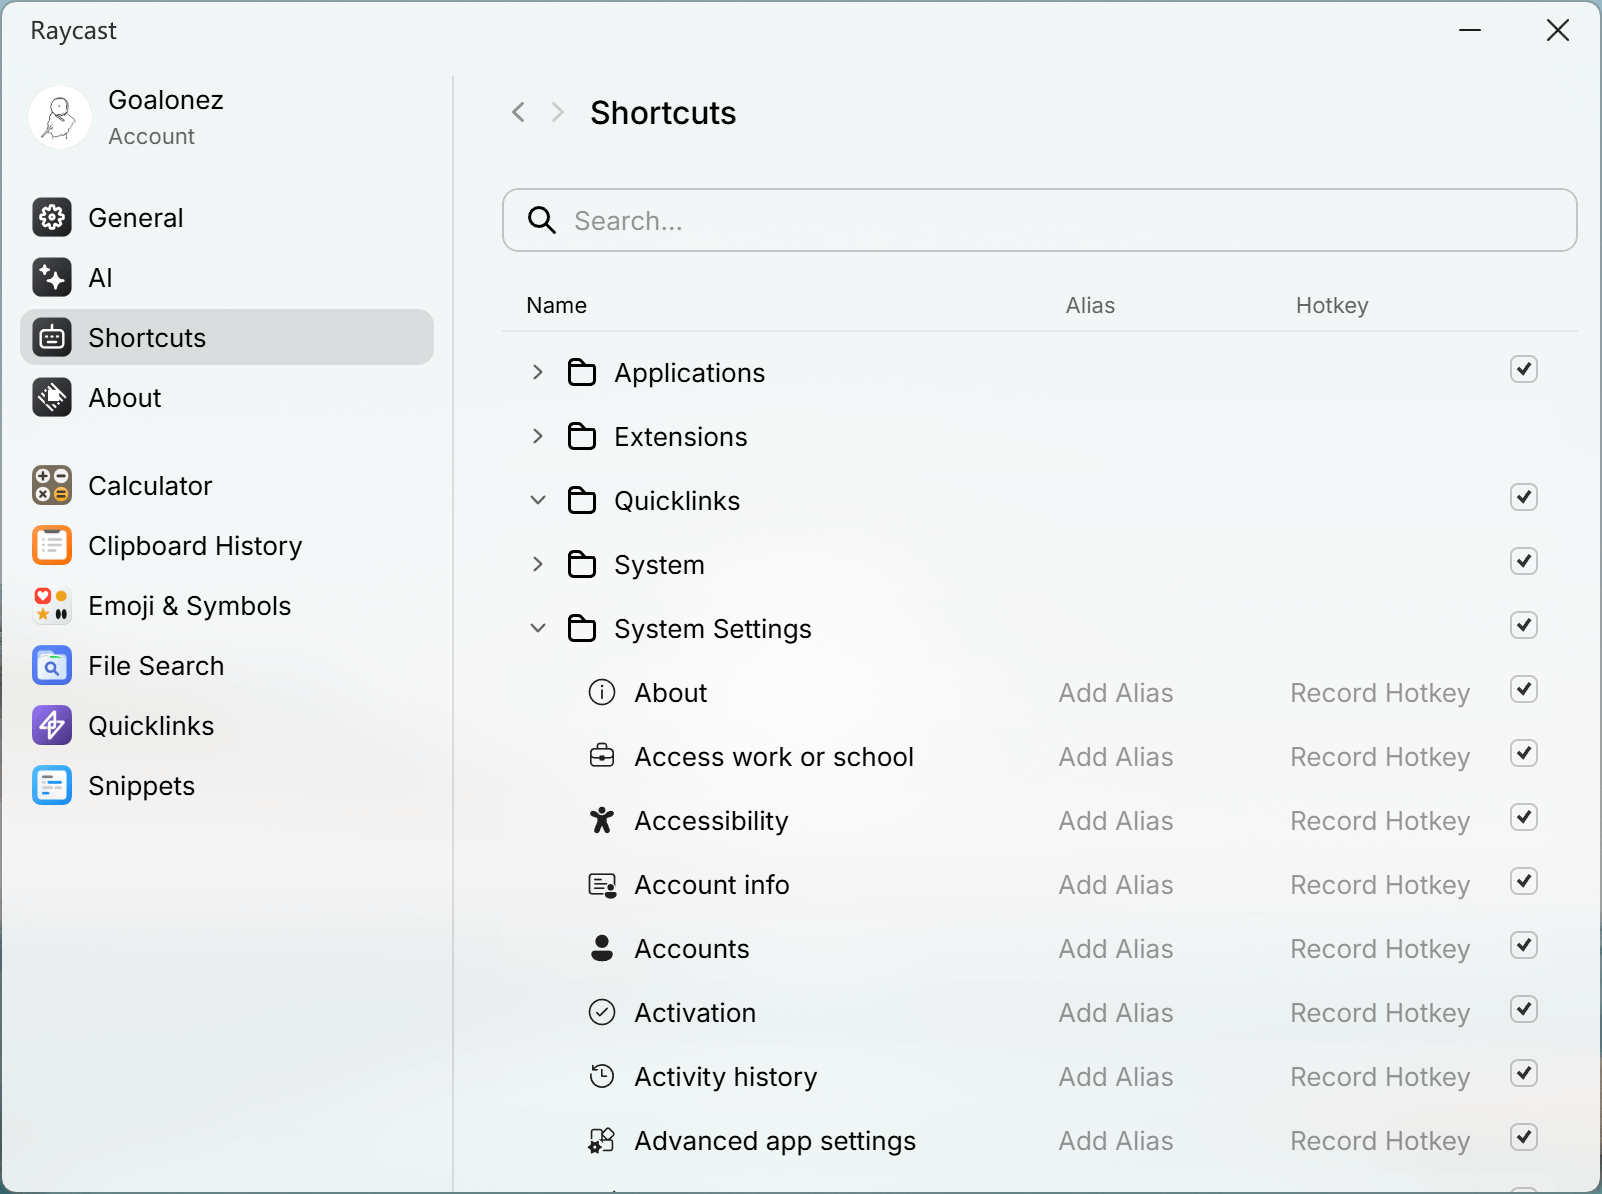 Raycast
Goalonez
Account
General
AI
Shortcuts
About
Calculator
Clipboard History
Emoji & Symbols
File Search
Quicklinks
Snippets
Shortcuts
Search...
Name Alias Hotkey
Applications
Extensions
Quicklinks
System
System Settings
About Add Alias Record Hotkey
Access work or school Add Alias Record Hotkey
Accessibility Add Alias Record Hotkey
Account info Add Alias Record Hotkey
Accounts Add Alias Record Hotkey
Activation Add Alias Record Hotkey
Activity history Add Alias Record Hotkey
Advanced app settings Add Alias Record Hotkey